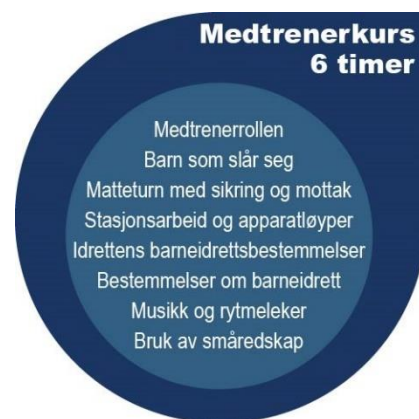 Medtrenerkurs
6 timer
Medtrenerrollen
Barn som slår seg
Matteturn med sikring og mottak
Stasjonsarbeid og apparatløyper
Idrettens barneidrettsbestemmelser
Bestemmelser om barneidrett
Musikk og rytmeleker
Bruk av småredskap